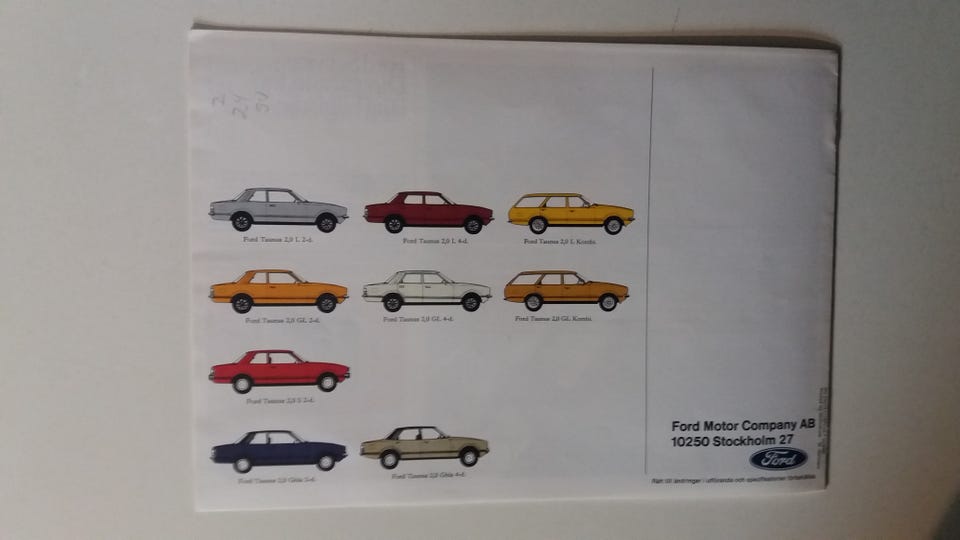 2
24
Ford Taunus 2,0 L 2-d.
Ford Taunus 2,0 L 4-d.
Ford Taunus 2,0 L Kombi.
Ford Taunus 2,0 GL 2-d.
Ford Taunus 2,0 GL 4-d.
Ford Taunus 2,0 GL Kombi.
Ford Taunus 2,0 S 2-d.
Ford Taunus 2,0 Ghia 2-d.
Ford Taunus 2,0 Ghia 4-d.
Ford Motor Company AB
10250 Stockholm 27
Ford
Rätt till ändringar i utförande och specifikationer förbehålles